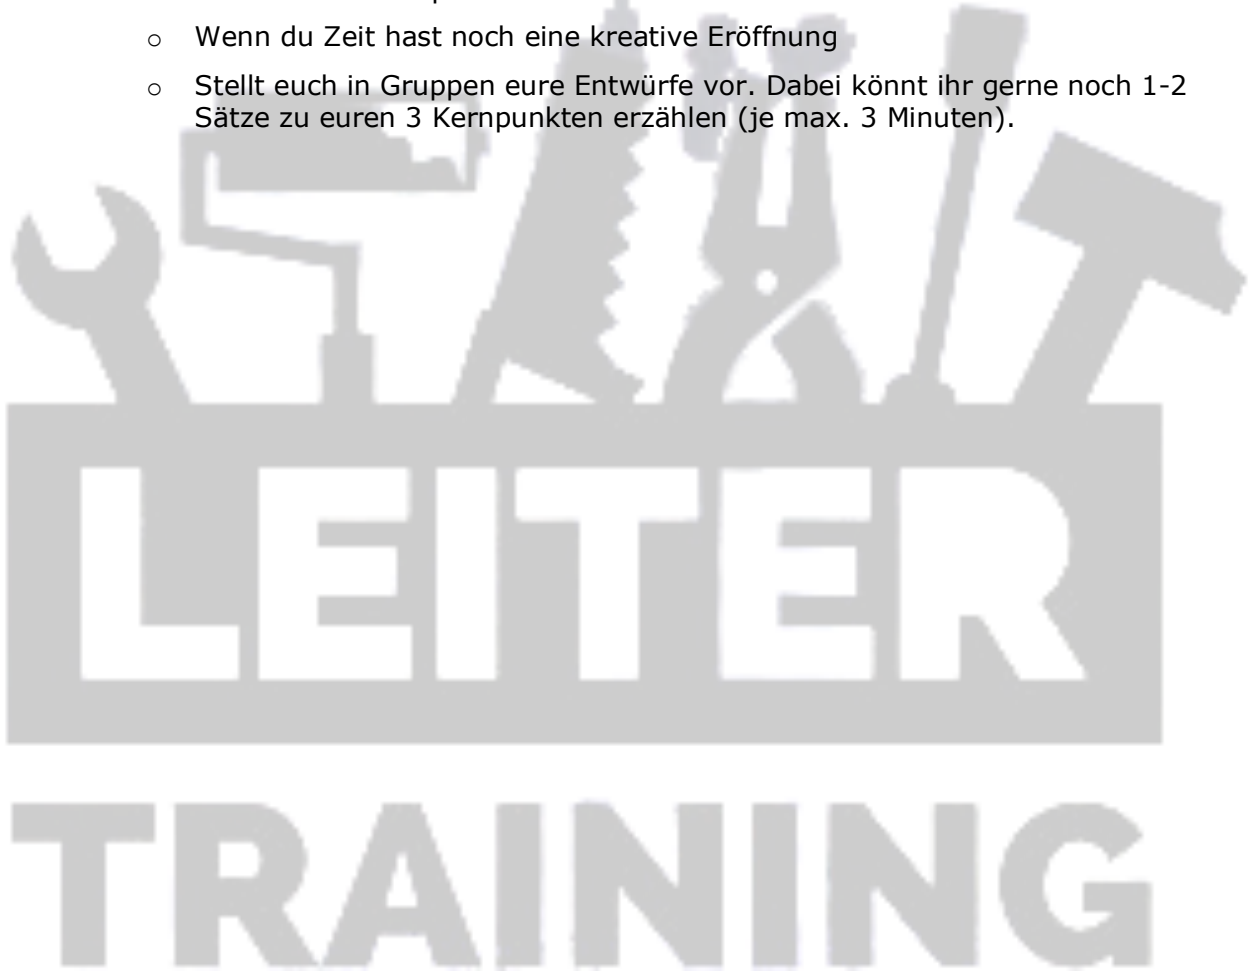 o Wenn du Zeit hast noch eine kreative Eröffnung
o Stellt euch in Gruppen eure Entwürfe vor. Dabei könnt ihr gerne noch 1-2
Sätze zu euren 3 Kernpunkten erzählen (je max. 3 Minuten).
LEITER
TRAINING